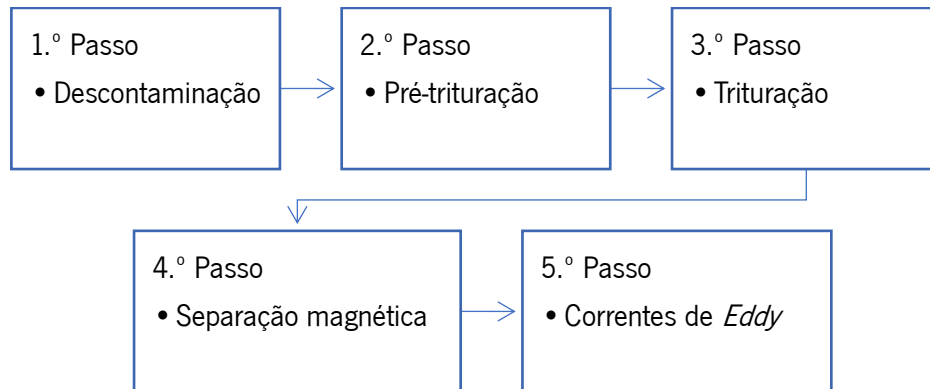 1.º Passo
• Descontaminação
2.º Passo
• Pré-trituração
3.º Passo
• Trituração
4.º Passo
• Separação magnética
5.º Passo
• Correntes de Eddy